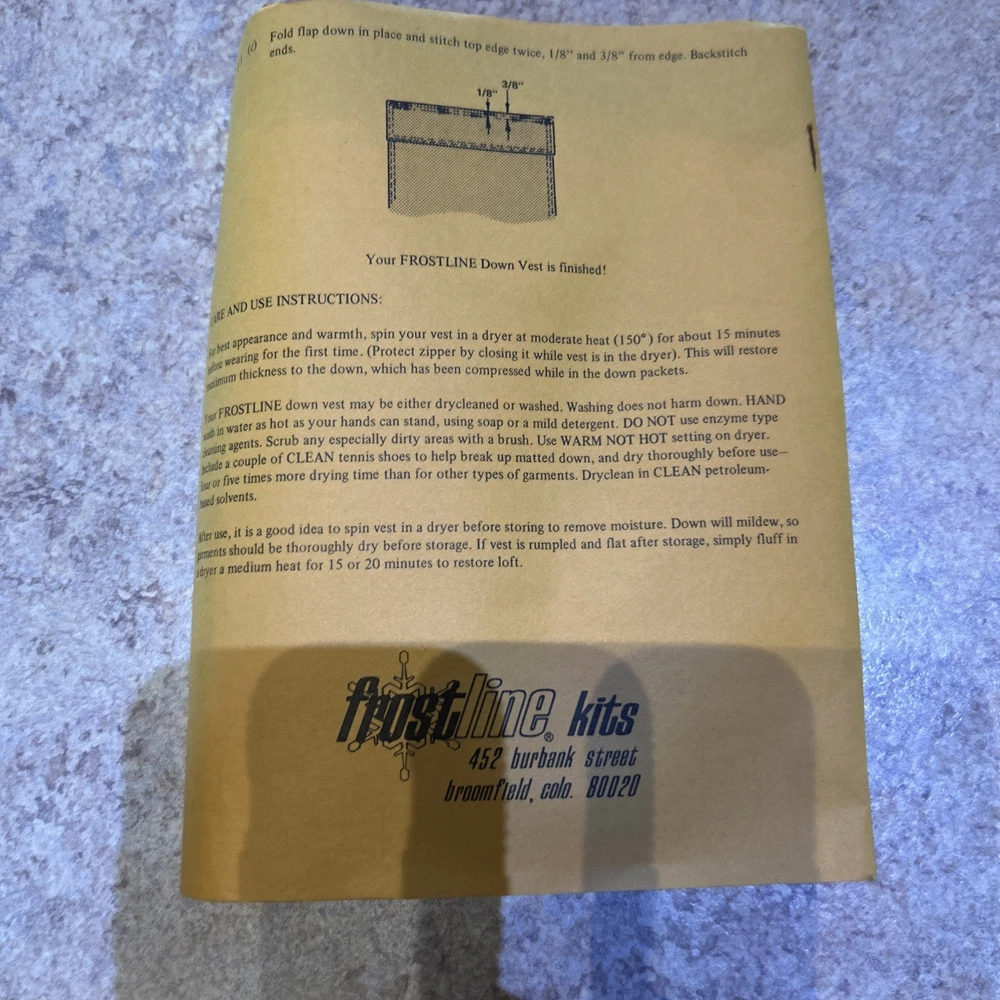 (c) Fold flap down in place and stitch top edge twice, 1/8" and 3/8" from edge. Backstitch
ends.
1/8" 3/8"
Your FROSTLINE Down Vest is finished!
ARE AND USE INSTRUCTIONS:
For best appearance and warmth, spin your vest in a dryer at moderate heat (150°) for about 15 minutes
before wearing for the first time. (Protect zipper by closing it while vest is in the dryer). This will restore
maximum thickness to the down, which has been compressed while in the down packets.
Your FROSTLINE down vest may be either drycleaned or washed. Washing does not harm down. HAND
wash in water as hot as your hands can stand, using soap or a mild detergent. DO NOT use enzyme type
cleaning agents. Scrub any especially dirty areas with a brush. Use WARM NOT HOT setting on dryer.
Include a couple of CLEAN tennis shoes to help break up matted down, and dry thoroughly before use—
four or five times more drying time than for other types of garments. Dryclean in CLEAN petroleum-
based solvents.
After use, it is a good idea to spin vest in a dryer before storing to remove moisture. Down will mildew, so
garments should be thoroughly dry before storage. If vest is rumpled and flat after storage, simply fluff in
dryer a medium heat for 15 or 20 minutes to restore loft.
frostline® kits
452 burbank street
broomfield, colo. 80020